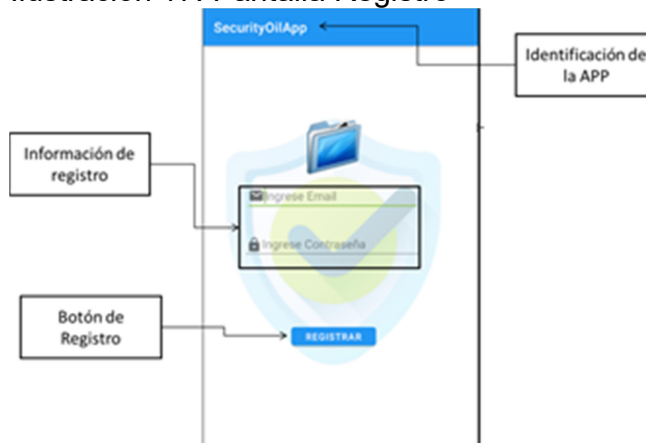 SecurityOilApp
Identificación de
la APP
Información de
registro
Ingrese Email
Ingrese Contraseña
Botón de
Registro
REGISTRAR